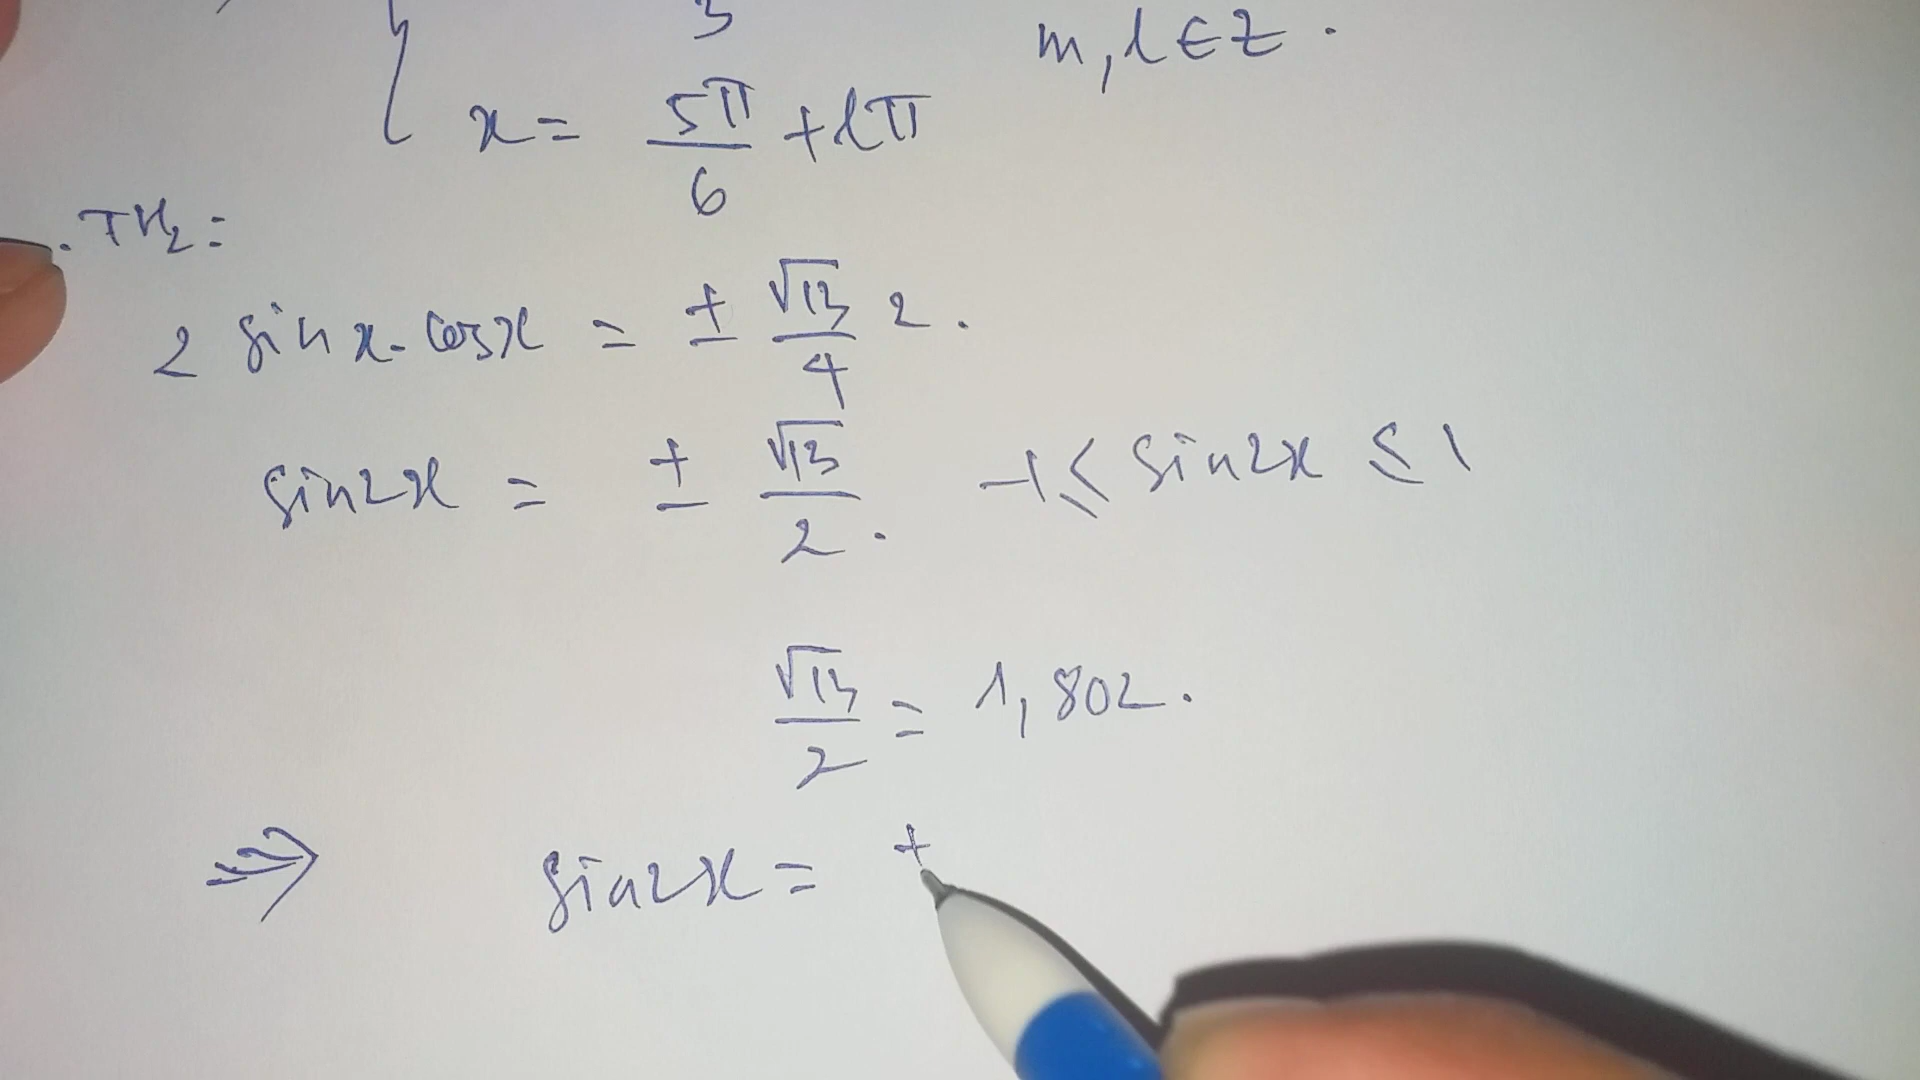 3 m, l ∈ Z.
x = 5π/6 + lπ
. TH2:
2 sin x. cos x = ± √13/4 2.
sin2x = ± √13/2. -1 ≤ sin2x ≤ 1
√13/2 = 1,802.
⇒ sin2x = +